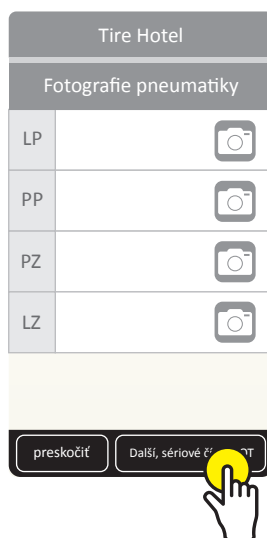 Tire Hotel
Fotografie pneumatiky
LP
PP
PZ
LZ
preskočiť
Další, sériové